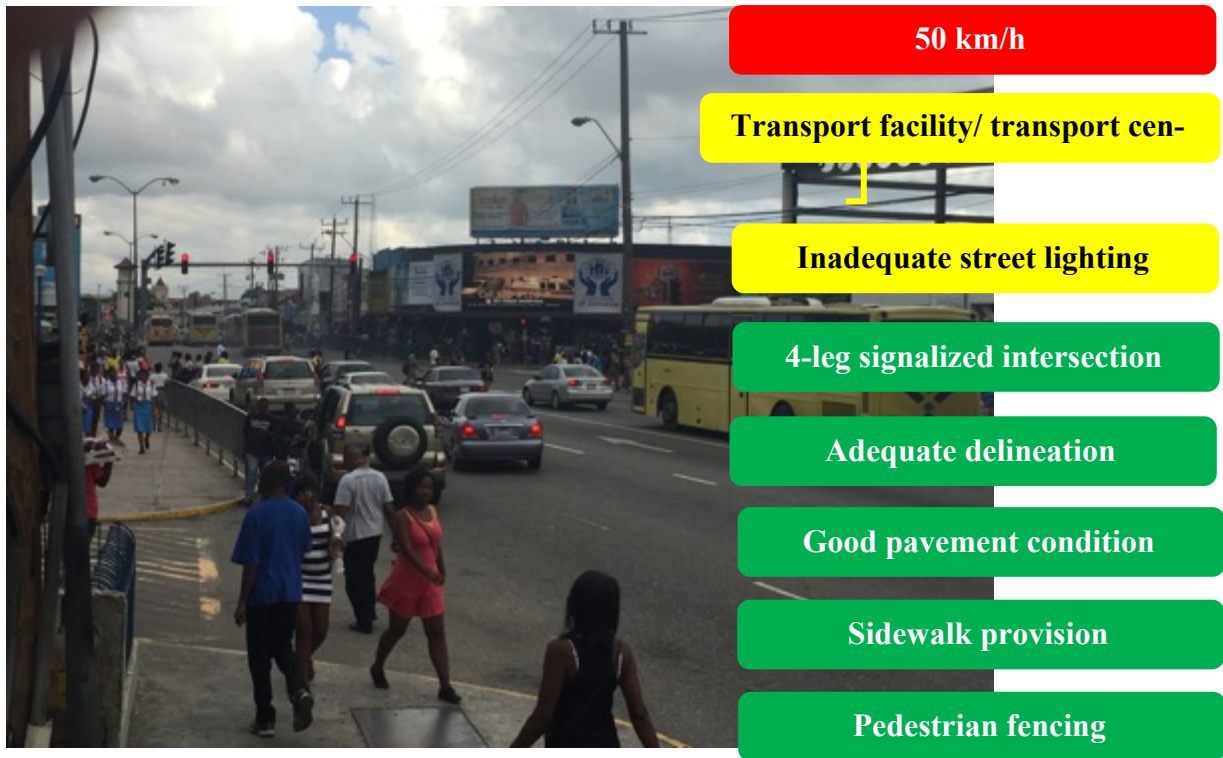 50 km/h
Transport facility/ transport cen-
Inadequate street lighting
4-leg signalized intersection
Adequate delineation
Good pavement condition
Sidewalk provision
Pedestrian fencing